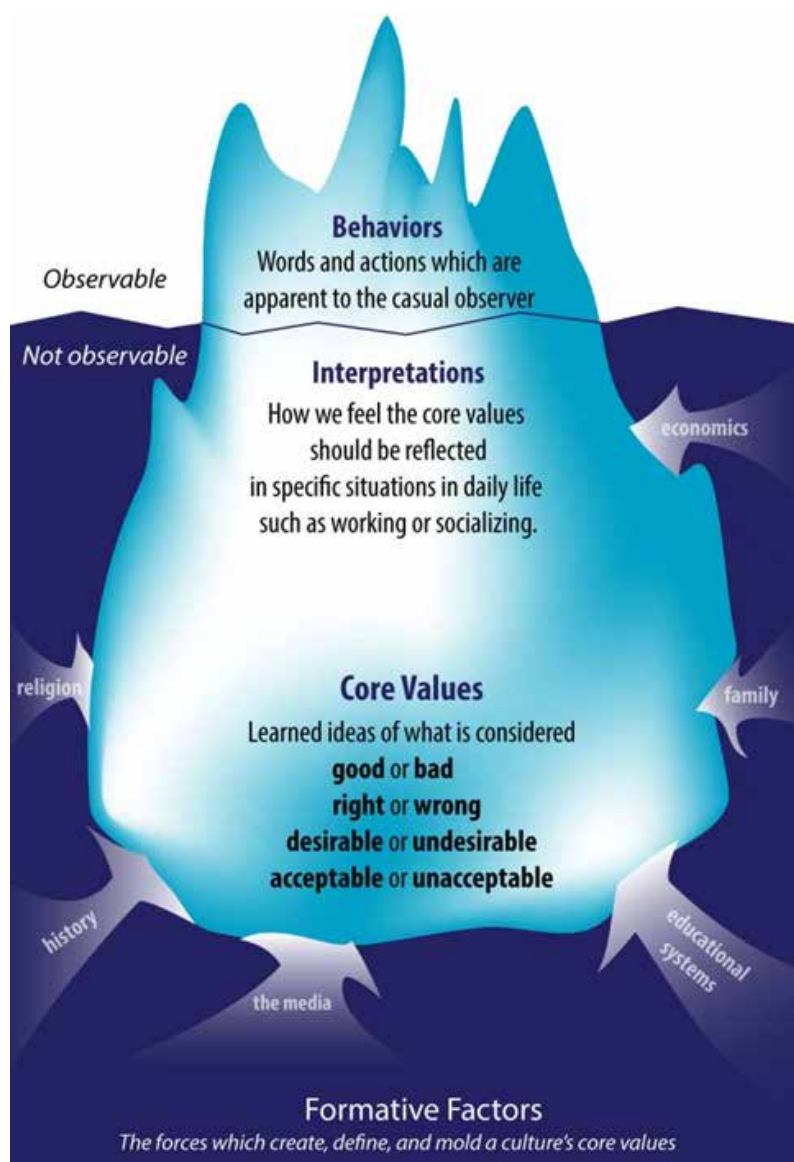 Behaviors
Words and actions which are
apparent to the casual observer
Observable
Not observable
Interpretations
How we feel the core values
should be reflected
in specific situations in daily life
such as working or socializing.
economics
religion
family
Core Values
Learned ideas of what is considered
good or bad
right or wrong
desirable or undesirable
acceptable or unacceptable
history
educational
systems
the media
Formative Factors
The forces which create, define, and mold a culture's core values